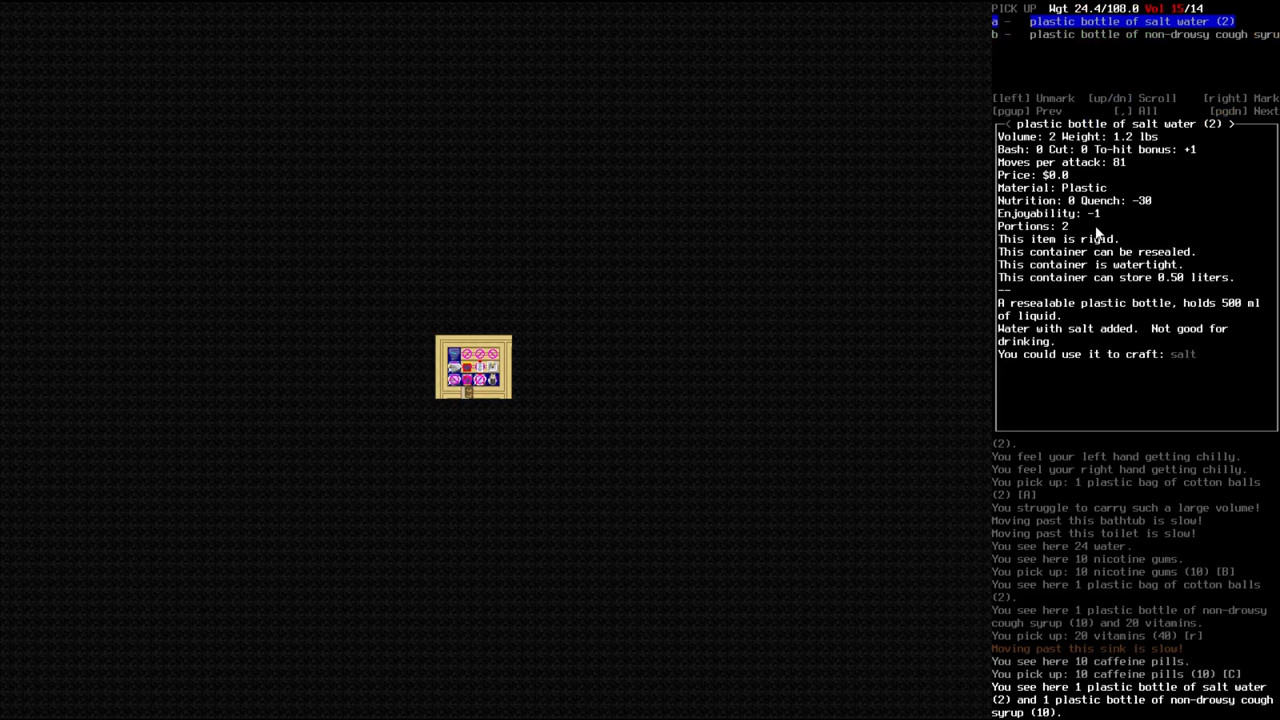 PICK UP  Wgt 24.4/108.0 Vol 15/14
a -   plastic bottle of salt water (2)
b -   plastic bottle of non-drowsy cough syru
[left] Unmark  [up/dn] Scroll    [right] Mark
[pgup] Prev    [,] All    [pgdn] Next
< plastic bottle of salt water (2) >
Volume: 2 Weight: 1.2 lbs
Bash: 0 Cut: 0 To-hit bonus: +1
Moves per attack: 81
Price: $0.0
Material: Plastic
Nutrition: 0 Quench: -30
Enjoyability: -1
Portions: 2
This item is rigid.
This container can be resealed.
This container is watertight.
This container can store 0.50 liters.
--
A resealable plastic bottle, holds 500 ml
of liquid.
Water with salt added.  Not good for
drinking.
You could use it to craft: salt
(2).
You feel your left hand getting chilly.
You feel your right hand getting chilly.
You pick up: 1 plastic bag of cotton balls
(2) [A]
You struggle to carry such a large volume!
Moving past this bathtub is slow!
Moving past this toilet is slow!
You see here 24 water.
You see here 10 nicotine gums.
You pick up: 10 nicotine gums (10) [B]
You see here 1 plastic bag of cotton balls
(2).
You see here 1 plastic bottle of non-drowsy
cough syrup (10) and 20 vitamins.
You pick up: 20 vitamins (40) [r]
Moving past this sink is slow!
You see here 10 caffeine pills.
You pick up: 10 caffeine pills (10) [C]
You see here 1 plastic bottle of salt water
(2) and 1 plastic bottle of non-drowsy cough
syrup (10).